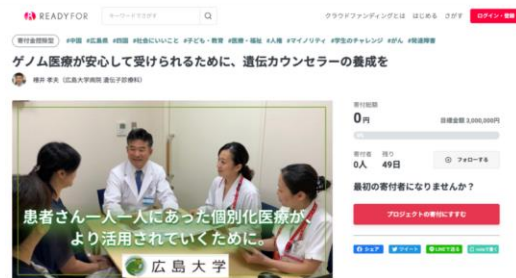 READYFOR
キーワードでさがす
クラウドファンディングとは はじめる さがす ログイン・登録
寄付金控除型 #中国 #広島県 #四国 #社会にいいこと #子ども・教育 #医療・福祉 #人権 #マイノリティ #学生のチャレンジ #がん #発達障害
ゲノム医療が安心して受けられるために、遺伝カウンセラーの養成を
檜井 孝夫（広島大学病院 遺伝子診療科）
寄付総額
0円 目標金額 3,000,000円
寄付者 残り
0人 49日
フォローする
最初の寄付者になりませんか？
プロジェクトの寄付にすすむ
シェア ツイート LINEで送る noteで書く
患者さん一人一人にあった個別化医療が、
より活用されていくために。
広島大学